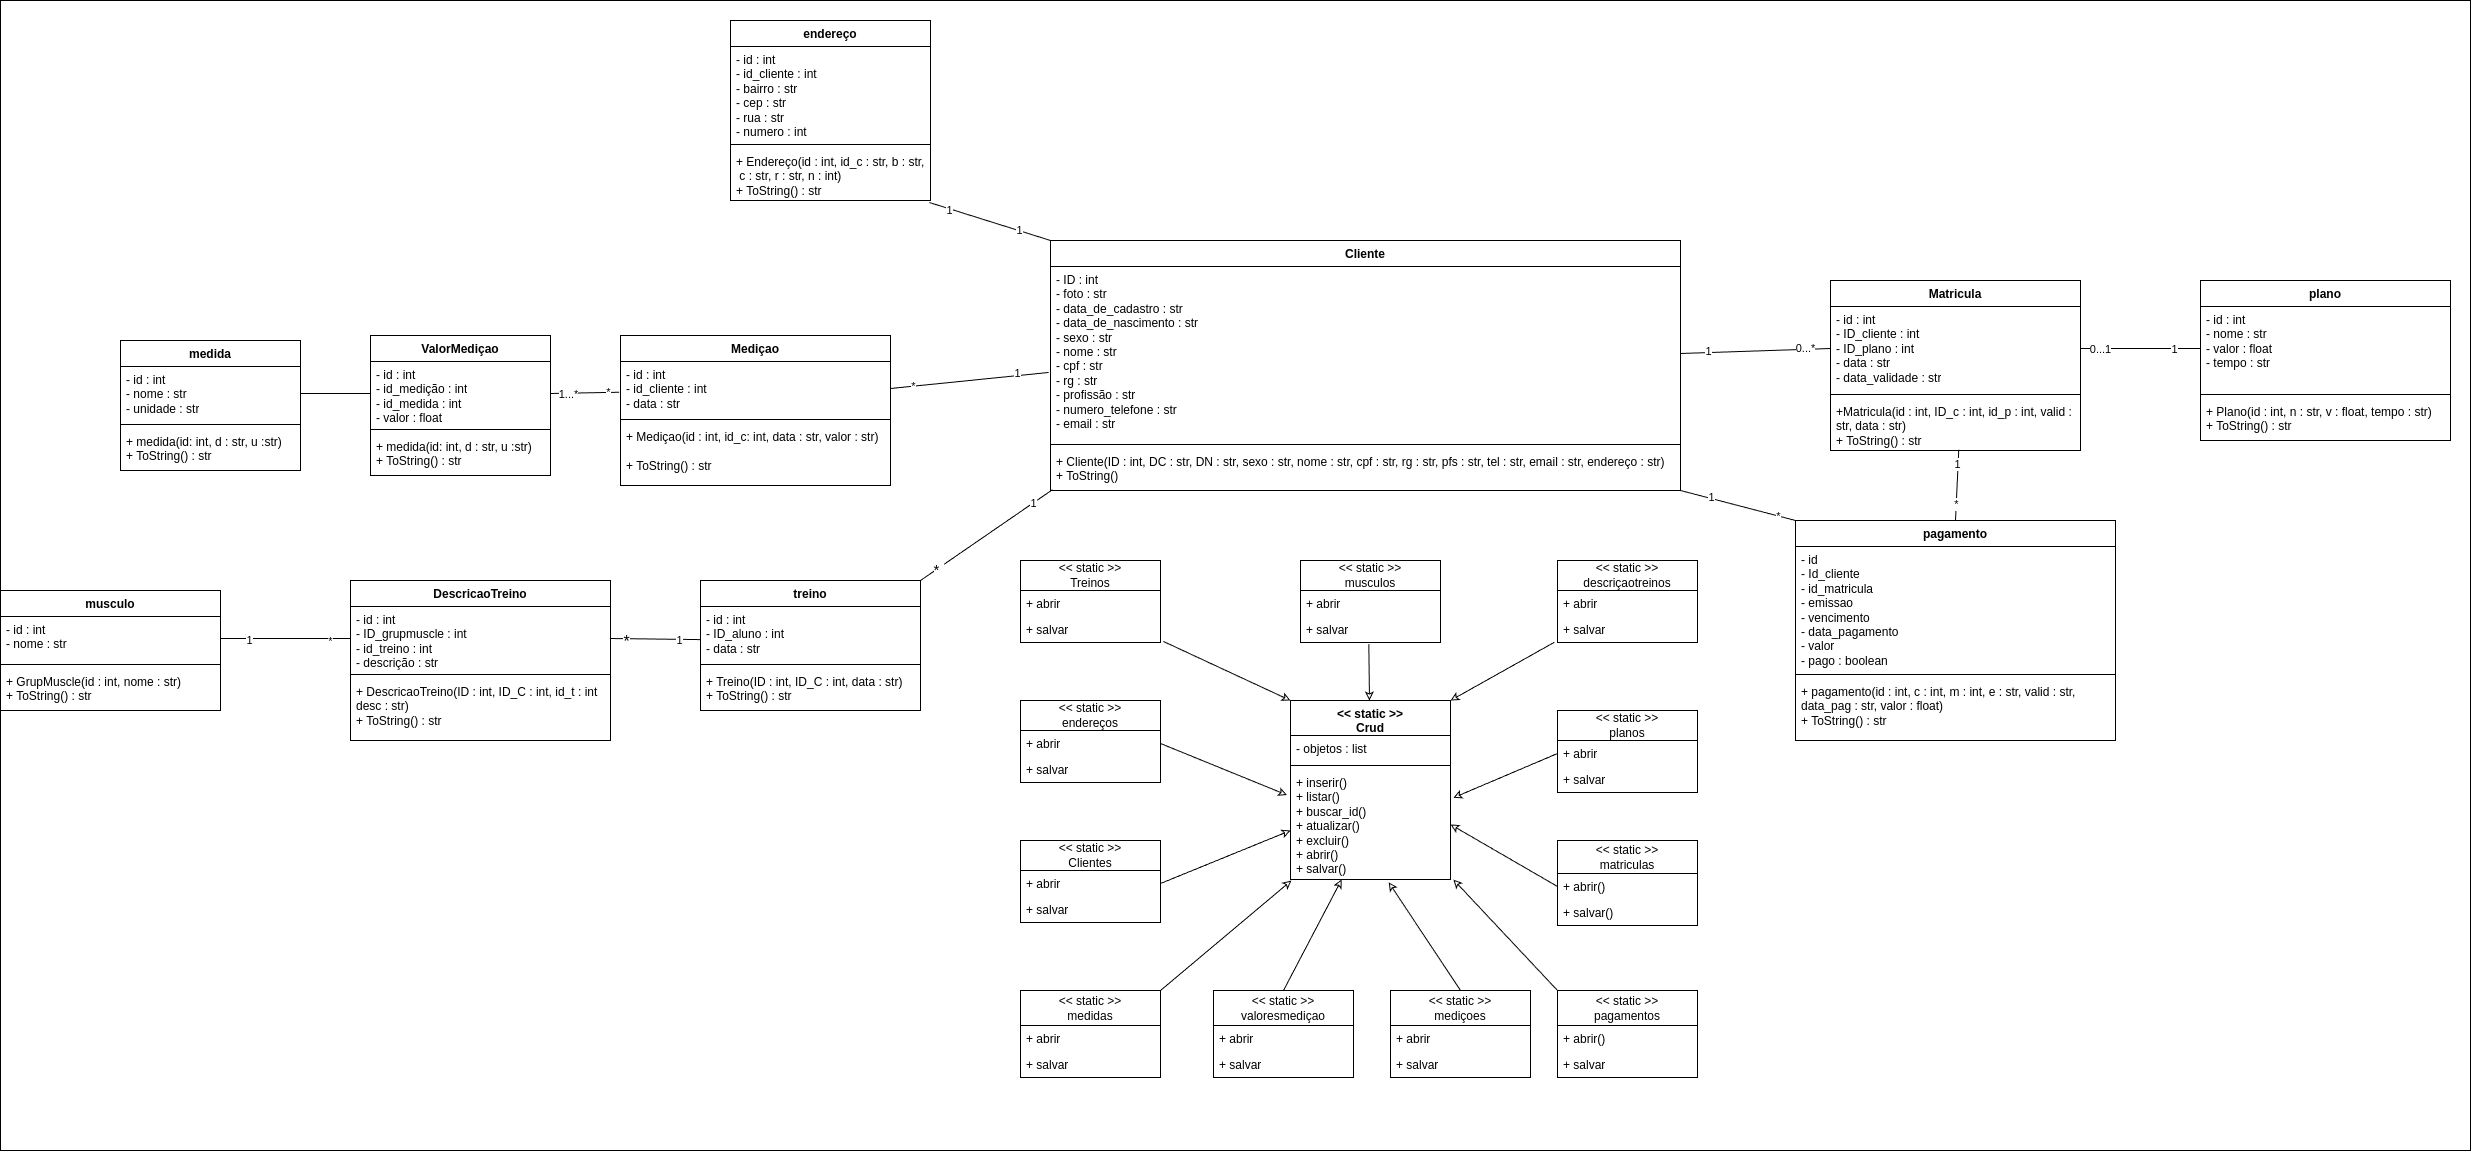 endereço
- id : int
- id_cliente : int
- bairro : str
- cep : str
- rua : str
- numero : int
+ Endereço(id : int, id_c : str, b : str,
c : str, r : str, n : int)
+ ToString() : str
1
1
Cliente
- ID : int
- foto : str
- data_de_cadastro : str
- data_de_nascimento : str
- sexo : str
- nome : str
- cpf : str
- rg : str
- profissão : str
- numero_telefone : str
- email : str
+ Cliente(ID : int, DC : str, DN : str, sexo : str, nome : str, cpf : str, rg : str, pfs : str, tel : str, email : str, endereço : str)
+ ToString()
1
0...*
Matricula
- id : int
- ID_cliente : int
- ID_plano : int
- data : str
- data_validade : str
+Matricula(id : int, ID_c : int, id_p : int, valid :
str, data : str)
+ ToString() : str
0...1
1
plano
- id : int
- nome : str
- valor : float
- tempo : str
+ Plano(id : int, n : str, v : float, tempo : str)
+ ToString() : str
medida
- id : int
- nome : str
- unidade : str
+ medida(id: int, d : str, u :str)
+ ToString() : str
ValorMediçao
- id : int
- id_medição : int
- id_medida : int
- valor : float
+ medida(id: int, d : str, u :str)
+ ToString() : str
1...*
*
Mediçao
- id : int
- id_cliente : int
- data : str
+ Mediçao(id : int, id_c: int, data : str, valor : str)
+ ToString() : str
*
1
1
*
1
*
1
*
pagamento
- id
- Id_cliente
- id_matricula
- emissao
- vencimento
- data_pagamento
- valor
- pago : boolean
+ pagamento(id : int, c : int, m : int, e : str, valid : str,
data_pag : str, valor : float)
+ ToString() : str
musculo
- id : int
- nome : str
+ GrupMuscle(id : int, nome : str)
+ ToString() : str
1
*
DescricaoTreino
- id : int
- ID_grupmuscle : int
- id_treino : int
- descrição : str
+ DescricaoTreino(ID : int, ID_C : int, id_t : int
desc : str)
+ ToString() : str
*
1
treino
- id : int
- ID_aluno : int
- data : str
+ Treino(ID : int, ID_C : int, data : str)
+ ToString() : str
<< static >>
Treinos
+ abrir
+ salvar
<< static >>
musculos
+ abrir
+ salvar
<< static >>
descriçaotreinos
+ abrir
+ salvar
<< static >>
endereços
+ abrir
+ salvar
<< static >>
Crud
- objetos : list
+ inserir()
+ listar()
+ buscar_id()
+ atualizar()
+ excluir()
+ abrir()
+ salvar()
<< static >>
planos
+ abrir
+ salvar
<< static >>
Clientes
+ abrir
+ salvar
<< static >>
matriculas
+ abrir()
+ salvar()
<< static >>
medidas
+ abrir
+ salvar
<< static >>
valoresmediçao
+ abrir
+ salvar
<< static >>
mediçoes
+ abrir
+ salvar
<< static >>
pagamentos
+ abrir()
+ salvar